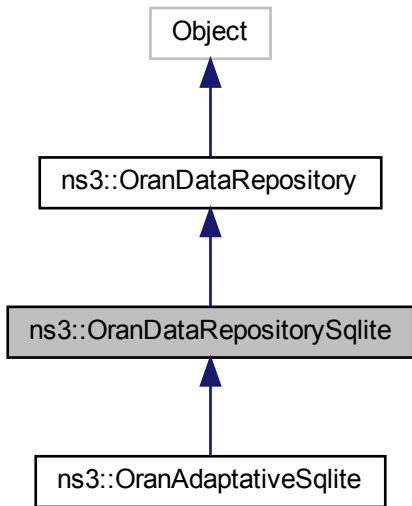 Object
ns3::OranDataRepository
ns3::OranDataRepositorySqlite
ns3::OranAdaptativeSqlite